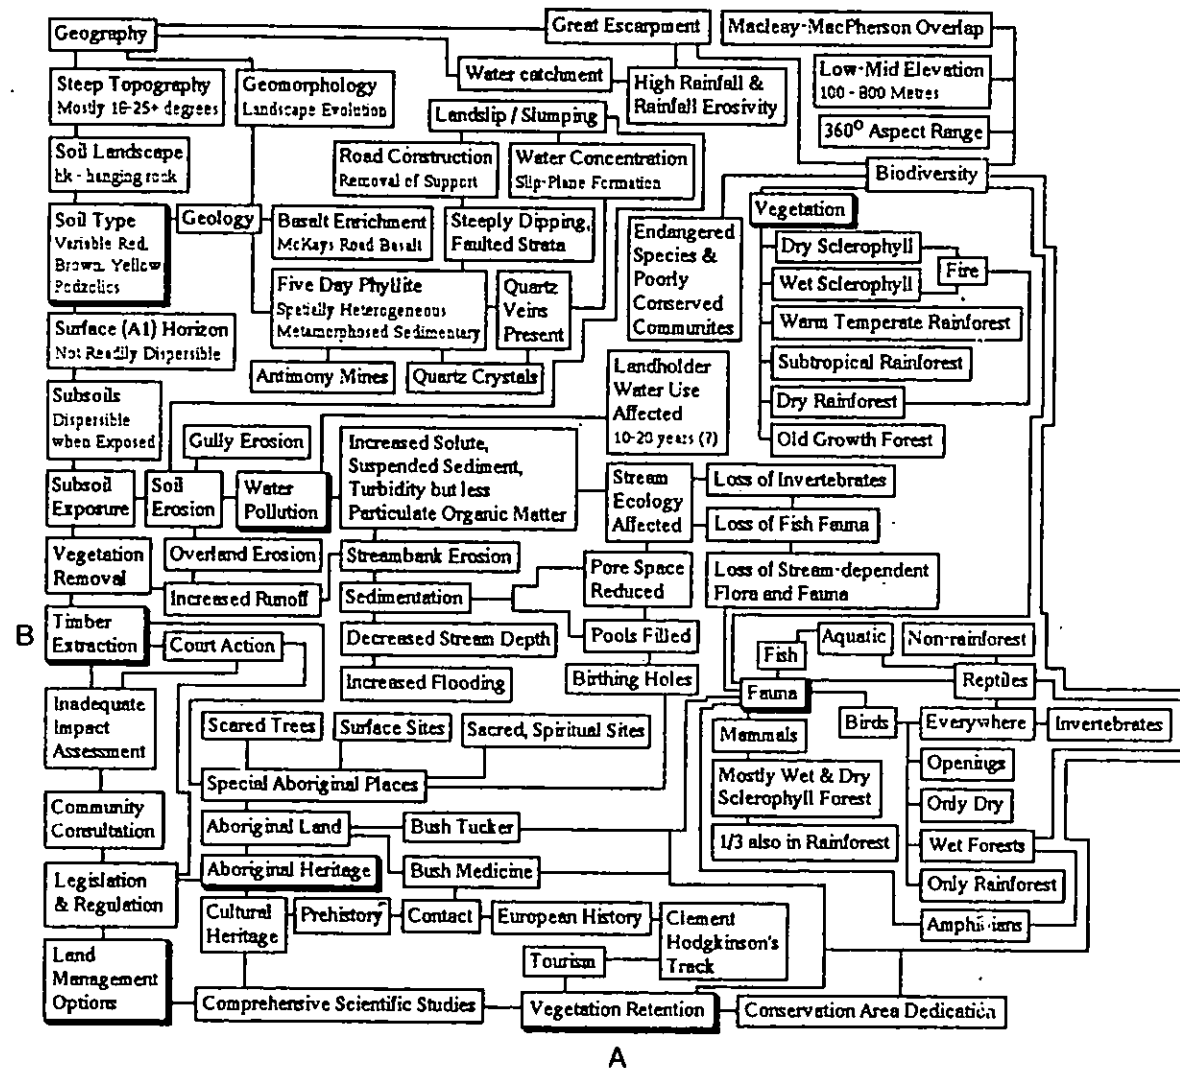 Geography
Great Escarpment
Macleay-MacPherson Overlap
Steep Topography
Mostly 18-25+ degrees
Geomorphology
Landscape Evolution
Water catchment
High Rainfall &
Rainfall Erosivity
Low-Mid Elevation
100 - 800 Metres
360° Aspect Range
Landslip / Slumping
Soil Landscape
hk - hanging rock
Road Construction
Removal of Support
Water Concentration
Slip-Plane Formation
Biodiversity
Soil Type
Variable Red,
Brown, Yellow
Podzolics
Geology
Basalt Enrichment
McKays Road Basalt
Steeply Dipping,
Faulted Strata
Endangered
Species &
Poorly
Conserved
Communites
Vegetation
Dry Sclerophyll
Wet Sclerophyll
Fire
Warm Temperate Rainforest
Subtropical Rainforest
Dry Rainforest
Old Growth Forest
Five Day Phyllite
Spatially Heterogeneous
Metamorphosed Sedimentary
Quartz
Veins
Present
Surface (A1) Horizon
Not Readily Dispersible
Antimony Mines
Quartz Crystals
Landholder
Water Use
Affected
10-20 years (?)
Subsoils
Dispersible
when Exposed
Gully Erosion
Increased Solute,
Suspended Sediment,
Turbidity but less
Particulate Organic Matter
Subsoil
Exposure
Soil
Erosion
Water
Pollution
Stream
Ecology
Affected
Loss of Invertebrates
Loss of Fish Fauna
Loss of Stream-dependent
Flora and Fauna
Vegetation
Removal
Overland Erosion
Increased Runoff
Streambank Erosion
Sedimentation
Pore Space
Reduced
B
Timber
Extraction
Court Action
Decreased Stream Depth
Pools Filled
Increased Flooding
Birthing Holes
Fish
Aquatic
Non-rainforest
Reptiles
Fauna
Birds
Everywhere
Invertebrates
Inadequate
Impact
Assessment
Scared Trees
Surface Sites
Sacred, Spiritual Sites
Mammals
Openings
Special Aboriginal Places
Mostly Wet & Dry
Sclerophyll Forest
Only Dry
Community
Consultation
Aboriginal Land
Bush Tucker
1/3 also in Rainforest
Wet Forests
Legislation
& Regulation
Aboriginal Heritage
Bush Medicine
Only Rainforest
Cultural
Heritage
Prehistory
Contact
European History
Clement
Hodgkinson's
Track
Amphibians
Land
Management
Options
Tourism
Comprehensive Scientific Studies
Vegetation Retention
Conservation Area Dedication
A